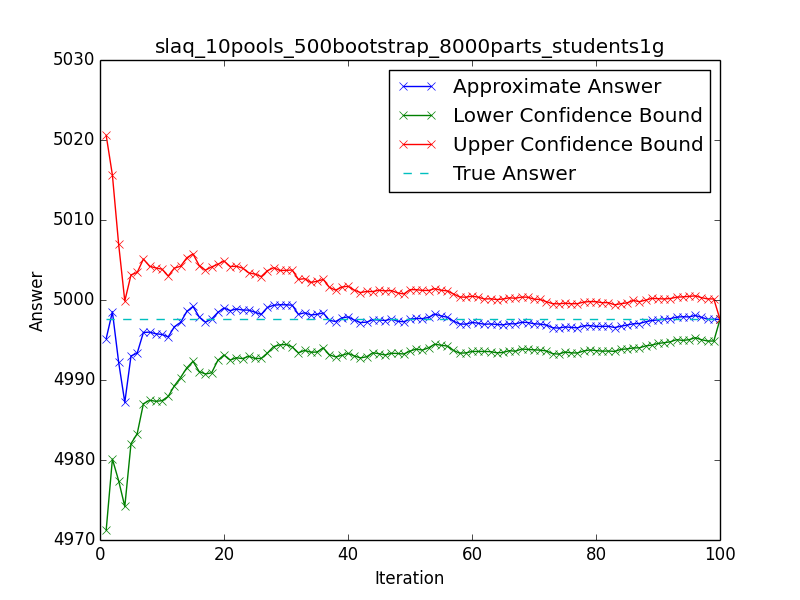 slaq_10pools_500bootstrap_8000parts_students1g
5030
5020
5010
5000
4990
4980
4970
Answer
Approximate Answer
Lower Confidence Bound
Upper Confidence Bound
True Answer
0 20 40 60 80 100
Iteration